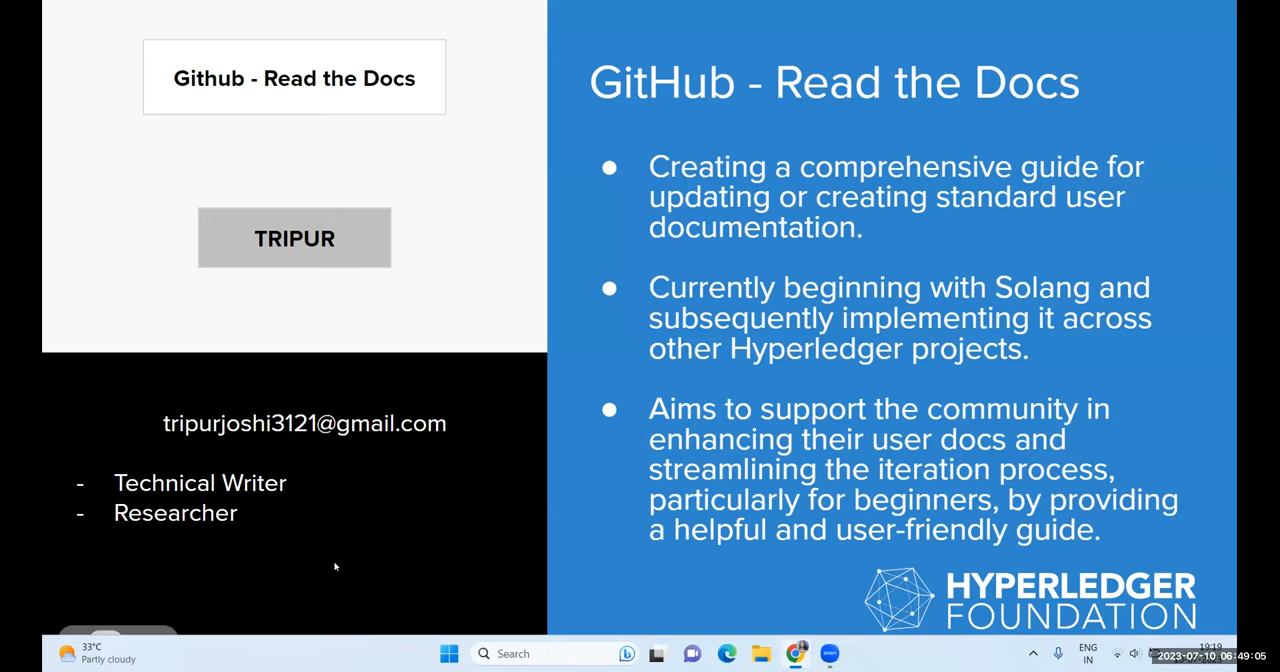 Github - Read the Docs
TRIPUR
tripurjoshi3121@gmail.com
- Technical Writer
- Researcher
GitHub - Read the Docs
● Creating a comprehensive guide for
updating or creating standard user
documentation.
● Currently beginning with Solang and
subsequently implementing it across
other Hyperledger projects.
● Aims to support the community in
enhancing their user docs and
streamlining the iteration process,
particularly for beginners, by providing
a helpful and user-friendly guide.
HYPERLEDGER
FOUNDATION
33°C
Partly cloudy
Search
ENG
IN
19:19
2023-07-10 06:49:05